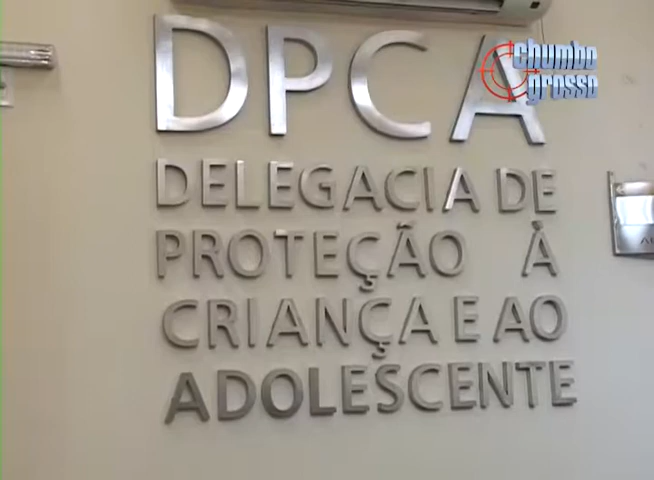 DPCA
chumbo
grosso
DELEGACIA DE
PROTEÇÃO À
CRIANÇA E AO
ADOLESCENTE